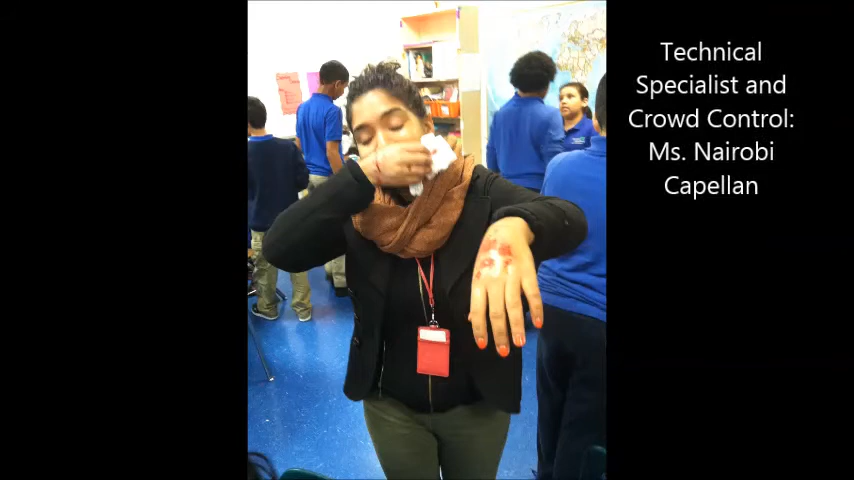 Technical
Specialist and
Crowd Control:
Ms. Nairobi
Capellan